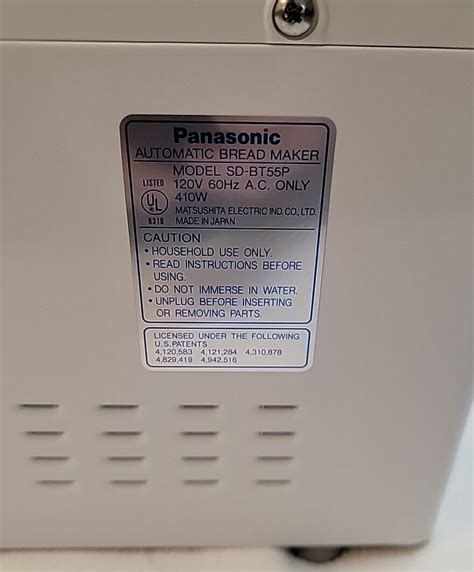 Panasonic
AUTOMATIC BREAD MAKER
MODEL SD-BT55P
LISTED 120V 60Hz A.C. ONLY
UL 410W
MATSUSHITA ELECTRIC IND. CO., LTD.
831B MADE IN JAPAN
CAUTION
• HOUSEHOLD USE ONLY.
• READ INSTRUCTIONS BEFORE
USING.
• DO NOT IMMERSE IN WATER.
• UNPLUG BEFORE INSERTING
OR REMOVING PARTS.
LICENSED UNDER THE FOLLOWING
U.S. PATENTS
4,120,583 4,121,284 4,310,878
4,829,419 4,942,516